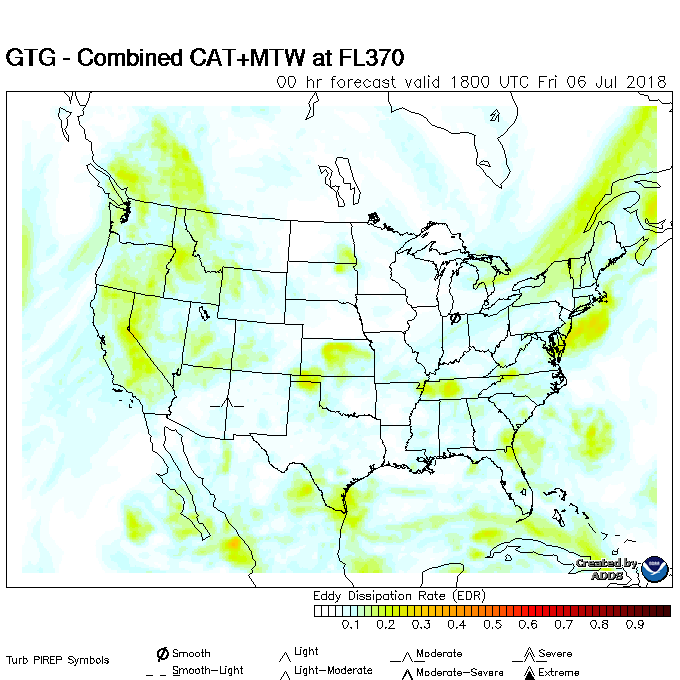 GTG - Combined CAT+MTW at FL370
00 hr forecast valid 1800 UTC Fri 06 Jul 2018
Created by
ADDS
Eddy Dissipation Rate (EDR)
0.1 0.2 0.3 0.4 0.5 0.6 0.7 0.8 0.9
Turb PIREP Symbols
Smooth Light Moderate Severe
Smooth-Light Light-Moderate Moderate-Severe Extreme